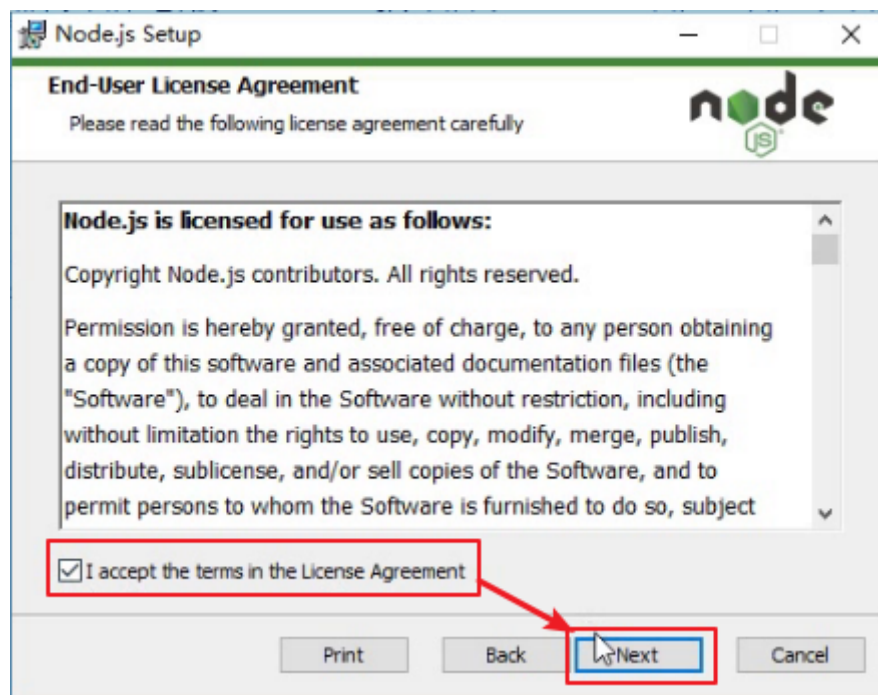 Node.js Setup
End-User License Agreement
Please read the following license agreement carefully
node
JS
Node.js is licensed for use as follows:
Copyright Node.js contributors. All rights reserved.
Permission is hereby granted, free of charge, to any person obtaining
a copy of this software and associated documentation files (the
"Software"), to deal in the Software without restriction, including
without limitation the rights to use, copy, modify, merge, publish,
distribute, sublicense, and/or sell copies of the Software, and to
permit persons to whom the Software is furnished to do so, subject
I accept the terms in the License Agreement
Print Back Next Cancel